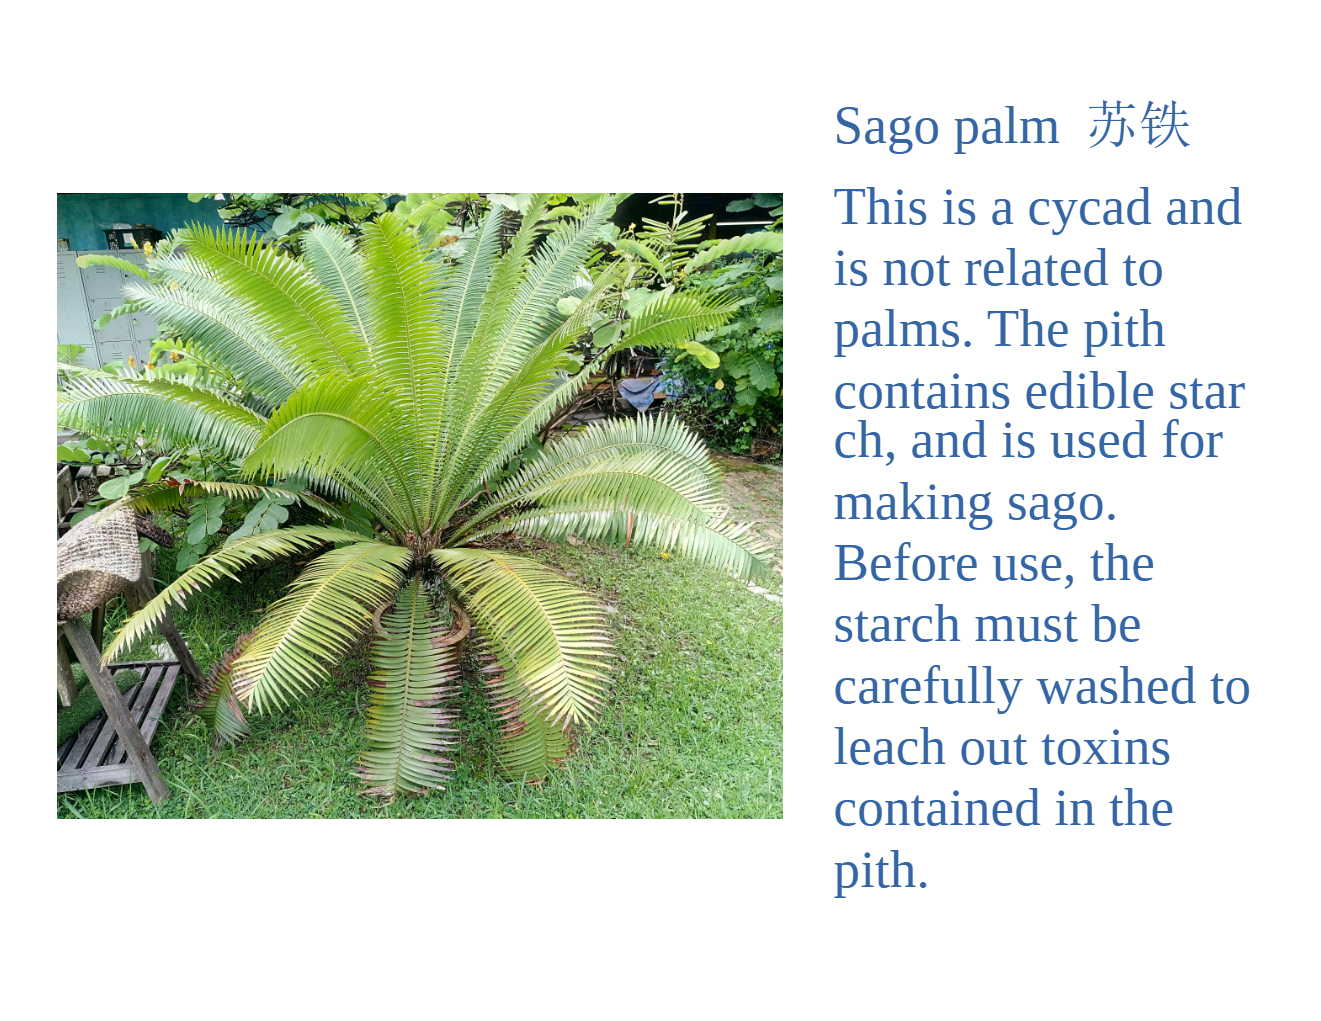 Sago palm 苏铁
This is a cycad and
is not related to
palms. The pith
contains edible star
ch, and is used for
making sago.
Before use, the
starch must be
carefully washed to
leach out toxins
contained in the
pith.